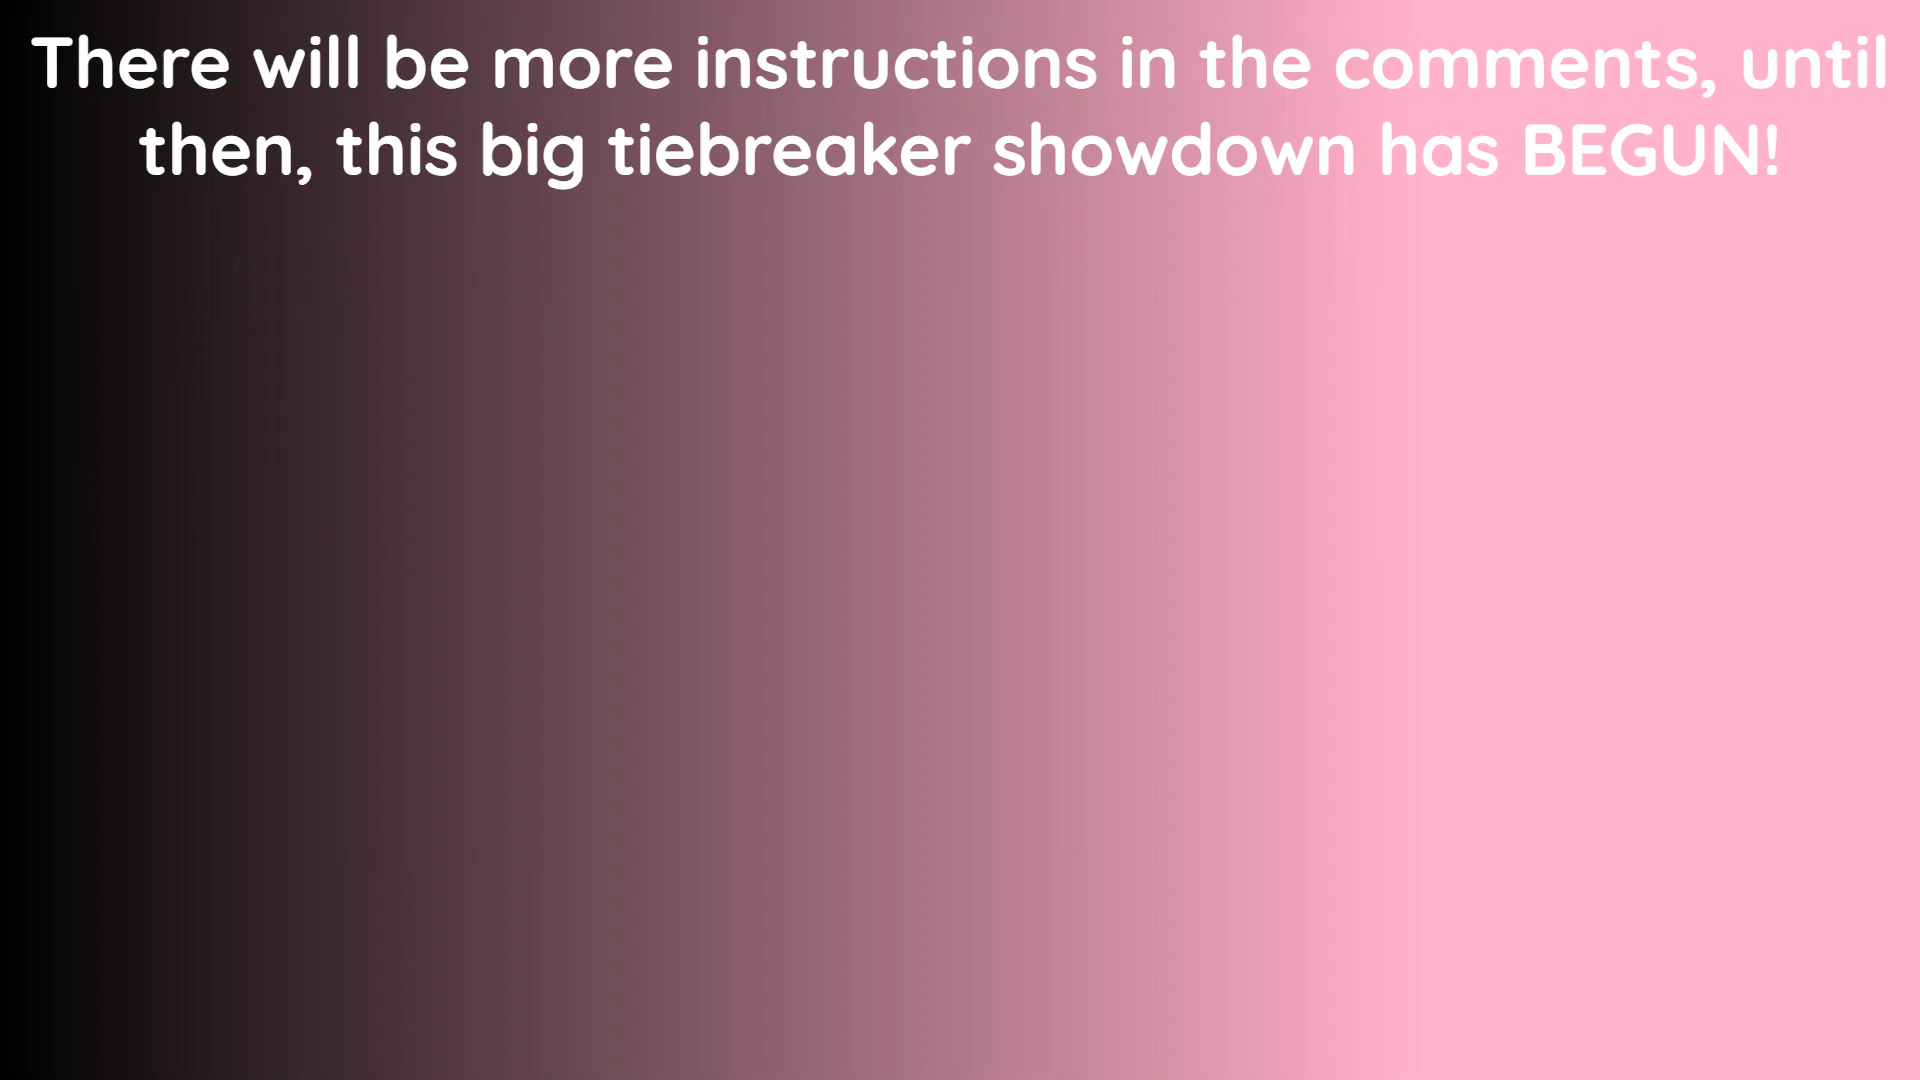 There will be more instructions in the comments, until
then, this big tiebreaker showdown has BEGUN!